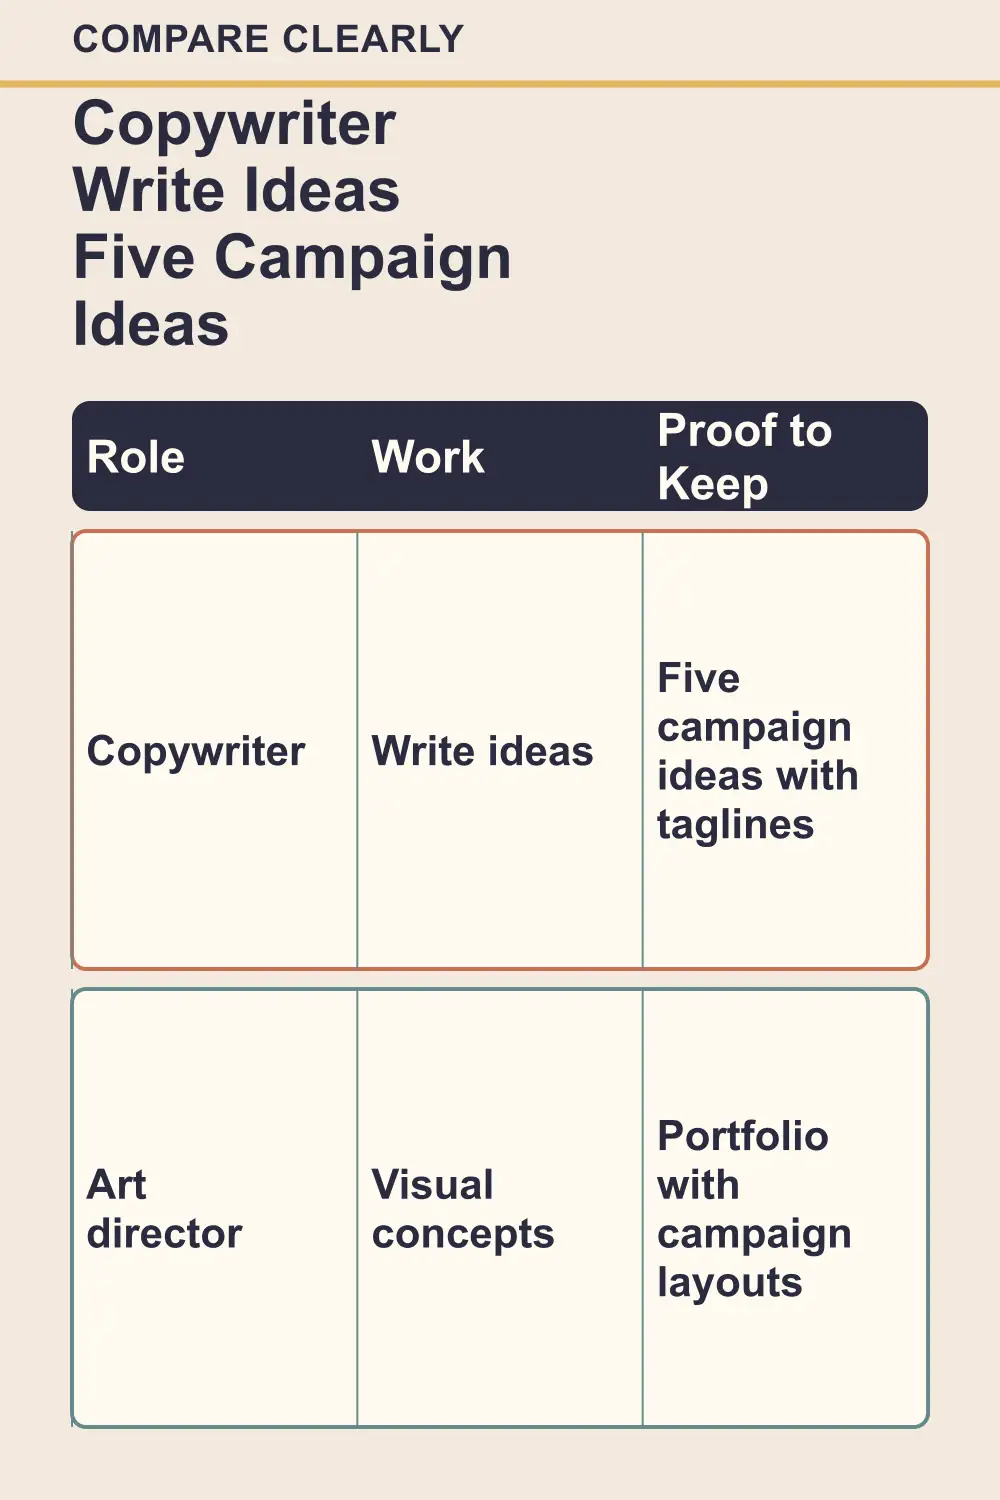 COMPARE CLEARLY
Copywriter
Write Ideas
Five Campaign
Ideas
Role
Work
Proof to
Keep
Copywriter
Write ideas
Five
campaign
ideas with
taglines
Art
director
Visual
concepts
Portfolio
with
campaign
layouts